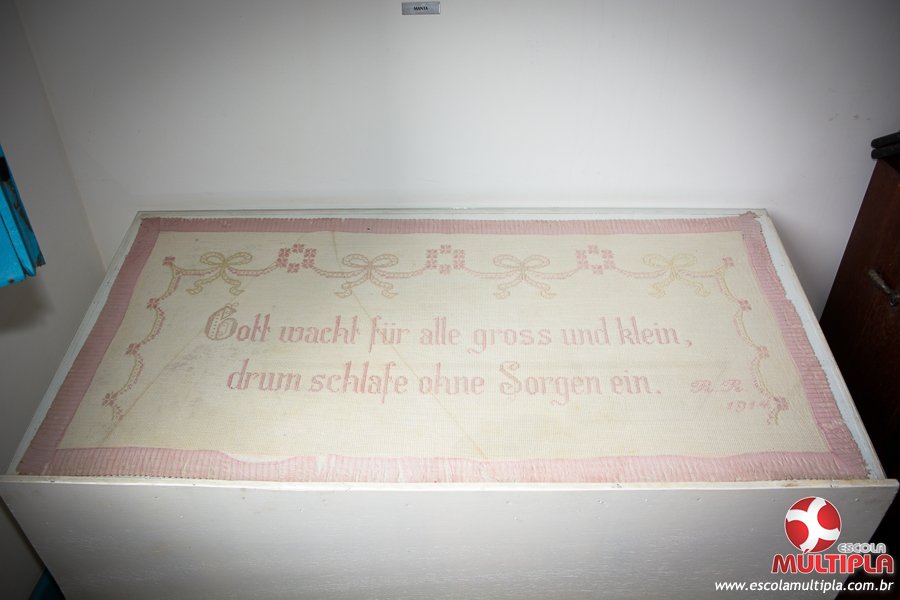 MANTA
Gott wacht für alle gross und klein,
drum schlafe ohne Sorgen ein.
R. R.
1914
ESCOLA
MULTIPLA
www.escolamultipla.com.br